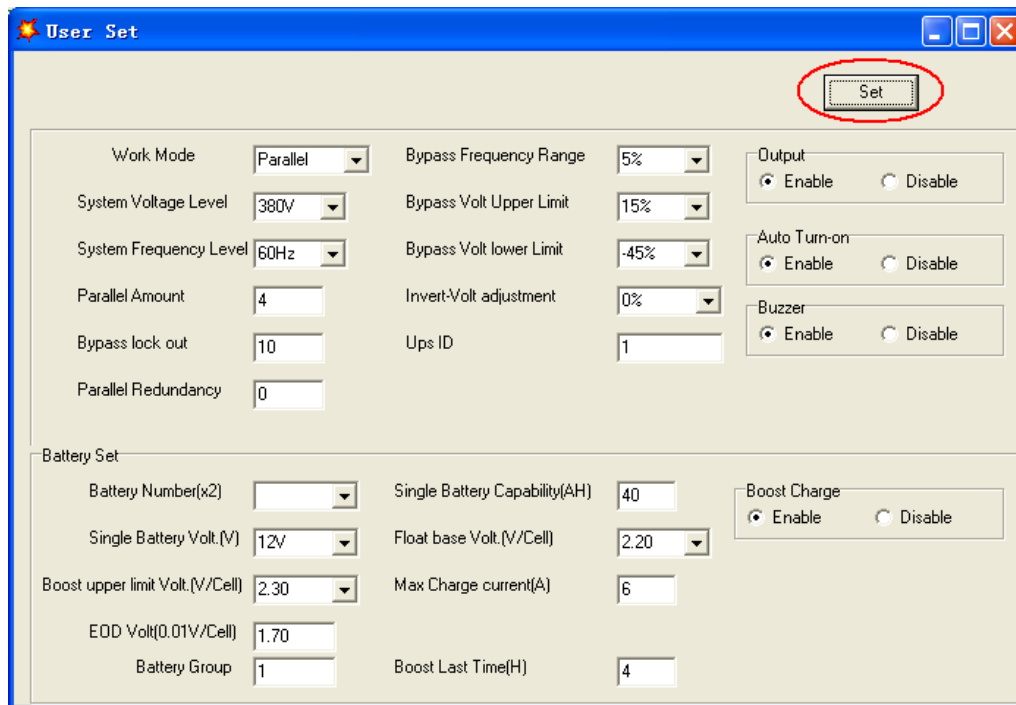 User Set
Set
Work Mode Parallel Bypass Frequency Range 5% Output
Enable Disable
System Voltage Level 380V Bypass Volt Upper Limit 15%
System Frequency Level 60Hz Bypass Volt lower Limit -45% Auto Turn-on
Enable Disable
Parallel Amount 4 Invert-Volt adjustment 0% Buzzer
Enable Disable
Bypass lock out 10 Ups ID 1
Parallel Redundancy 0
Battery Set
Battery Number(x2) Single Battery Capability(AH) 40 Boost Charge
Enable Disable
Single Battery Volt.(V) 12V Float base Volt.(V/Cell) 2.20
Boost upper limit Volt.(V/Cell) 2.30 Max Charge current(A) 6
EOD Volt(0.01V/Cell) 1.70
Battery Group 1 Boost Last Time(H) 4